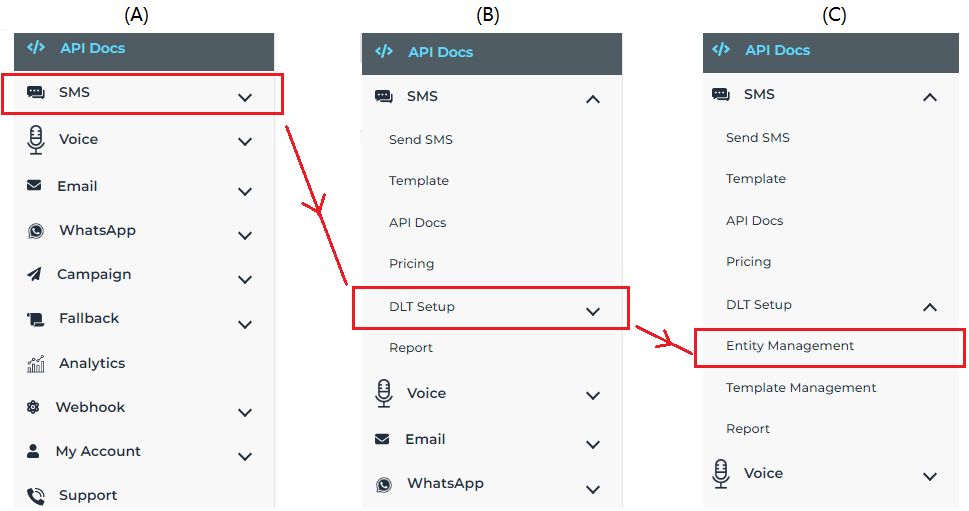 (A)
API Docs
SMS
Voice
Email
WhatsApp
Campaign
Fallback
Analytics
Webhook
My Account
Support
(B)
API Docs
SMS
Send SMS
Template
API Docs
Pricing
DLT Setup
Report
Voice
Email
WhatsApp
(C)
API Docs
SMS
Send SMS
Template
API Docs
Pricing
DLT Setup
Entity Management
Template Management
Report
Voice